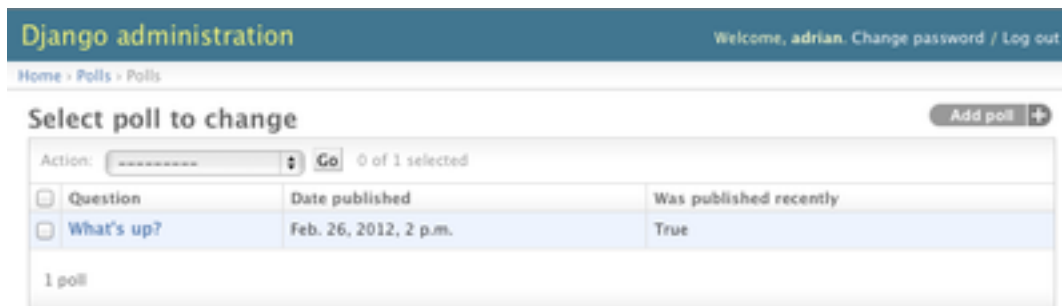 Django administration
Welcome, adrian. Change password / Log out
Home › Polls › Polls
Select poll to change
Add poll +
Action: --------- Go 0 of 1 selected
Question Date published Was published recently
What's up? Feb. 26, 2012, 2 p.m. True
1 poll